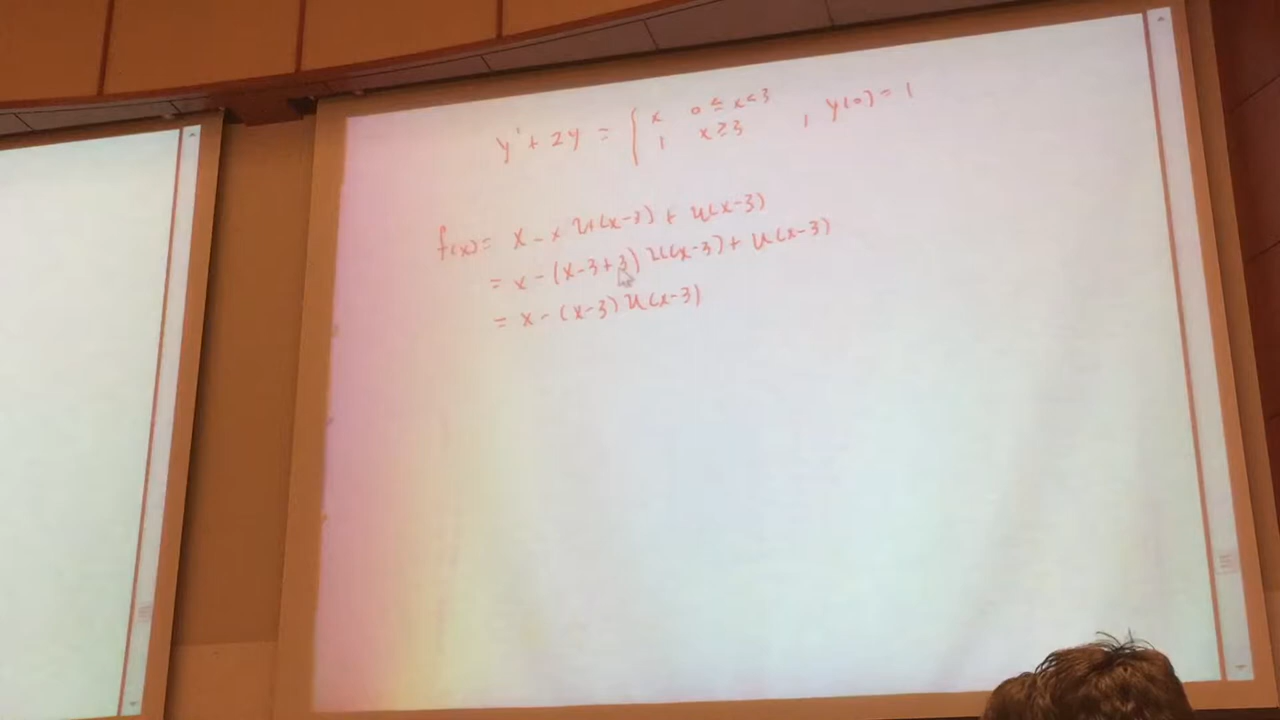 y' + 2y = { x 0 ≤ x < 3 , y(0) = 1
1 x ≥ 3
f(x) = x - x u(x-3) + u(x-3)
= x - (x-3+3) u(x-3) + u(x-3)
= x - (x-3) u(x-3)